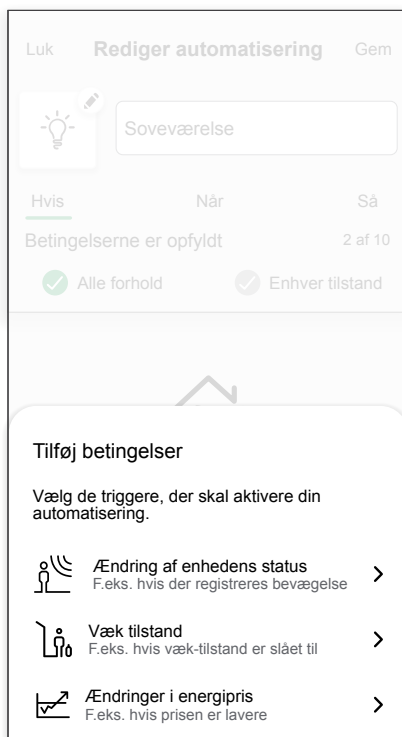 Luk Rediger automatisering Gem
Soveværelse
Hvis Når Så
Betingelserne er opfyldt 2 af 10
Alle forhold Enhver tilstand
Tilføj betingelser
Vælg de triggere, der skal aktivere din
automatisering.
Ændring af enhedens status
F.eks. hvis der registreres bevægelse
Væk tilstand
F.eks. hvis væk-tilstand er slået til
Ændringer i energipris
F.eks. hvis prisen er lavere